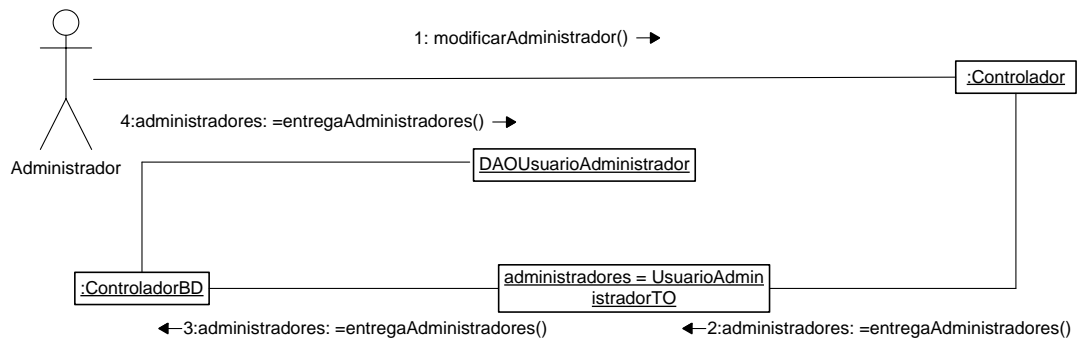 1: modificarAdministrador()
:Controlador
4:administradores: =entregaAdministradores()
Administrador
DAOUsuarioAdministrador
:ControladorBD
administradores = UsuarioAdmin
istradorTO
3:administradores: =entregaAdministradores()
2:administradores: =entregaAdministradores()